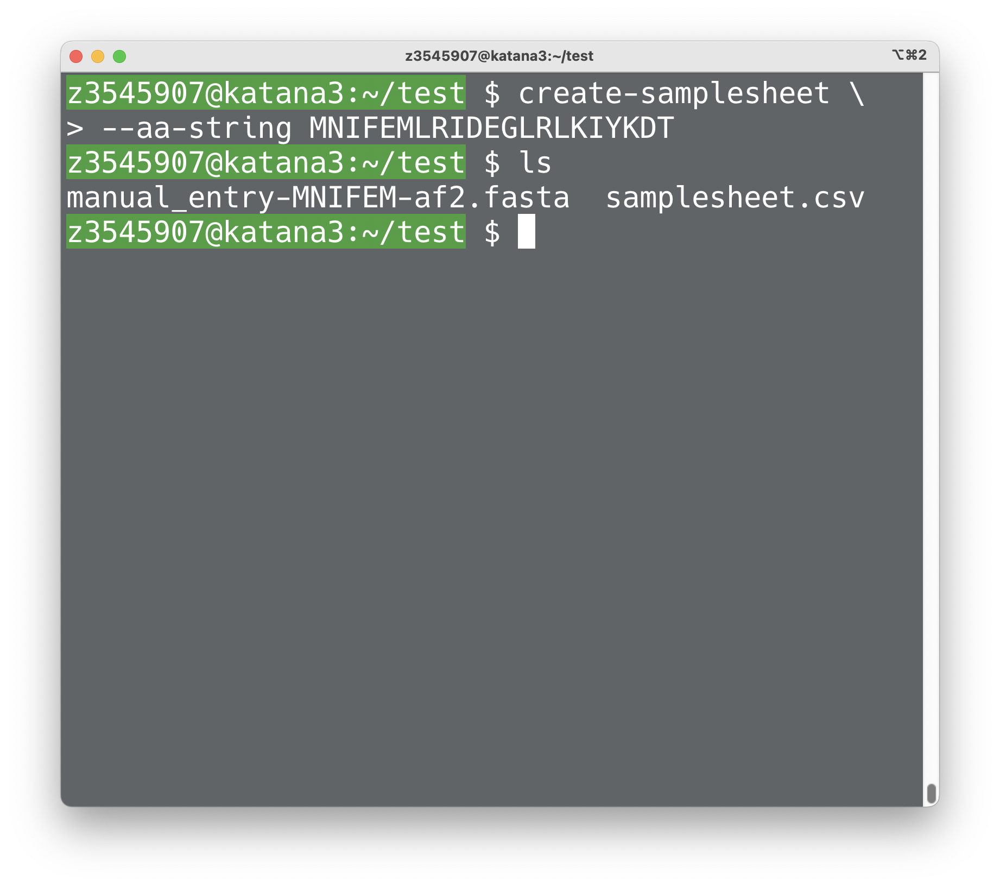 z3545907@katana3:~/test
⌥⌘2
z3545907@katana3:~/test $ create-samplesheet \
> --aa-string MNIFEMLRIDEGLRLKIYKDT
z3545907@katana3:~/test $ ls
manual_entry-MNIFEM-af2.fasta  samplesheet.csv
z3545907@katana3:~/test $